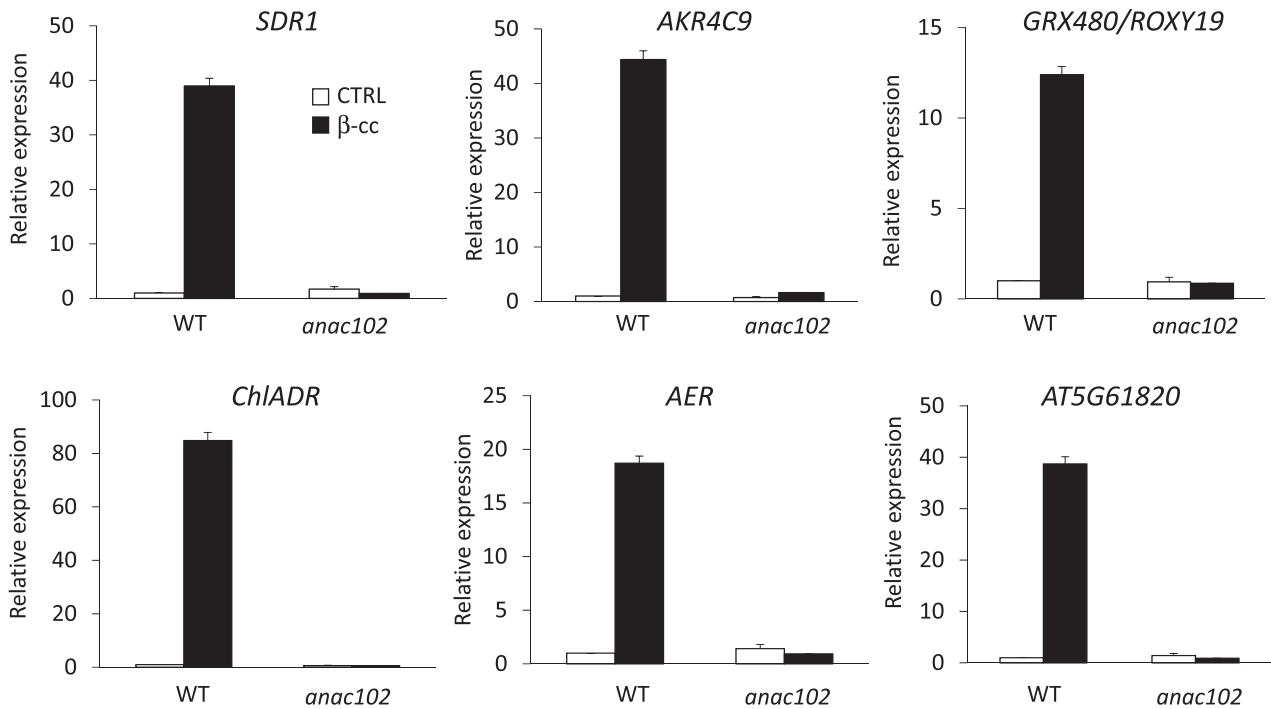 SDR1
50
40
30
20
10
0
Relative expression
CTRL
β-cc
WT
anac102
AKR4C9
50
40
30
20
10
0
Relative expression
WT
anac102
GRX480/ROXY19
15
10
5
0
Relative expression
WT
anac102
ChlADR
100
80
60
40
20
0
Relative expression
WT
anac102
AER
25
20
15
10
5
0
Relative expression
WT
anac102
AT5G61820
50
40
30
20
10
0
Relative expression
WT
anac102